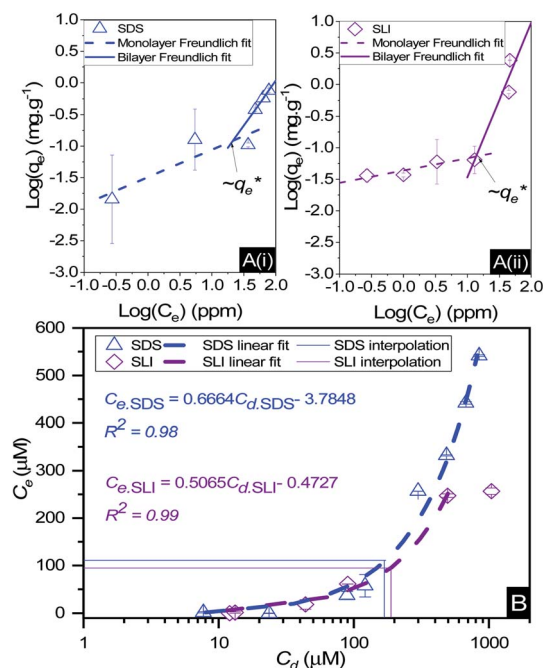 SDS
Monolayer Freundlich fit
Bilayer Freundlich fit
Log(qe) (mg.g-1)
1.0
0.5
0.0
-0.5
-1.0
-1.5
-2.0
-2.5
-3.0
~qe*
A(i)
-1.0 -0.5 0.0 0.5 1.0 1.5 2.0
Log(Ce) (ppm)
SLI
Monolayer Freundlich fit
Bilayer Freundlich fit
Log(qe) (mg.g-1)
1.0
0.5
0.0
-0.5
-1.0
-1.5
-2.0
-2.5
-3.0
~qe*
A(ii)
-1.0 -0.5 0.0 0.5 1.0 1.5 2.0
Log(Ce) (ppm)
SDS SDS linear fit SDS interpolation
SLI SLI linear fit SLI interpolation
Ce.SDS = 0.6664Cd.SDS- 3.7848
R2 = 0.98
Ce.SLI = 0.5065Cd.SLI- 0.4727
R2 = 0.99
Ce (µM)
600
500
400
300
200
100
0
B
1 10 100 1000
Cd (µM)